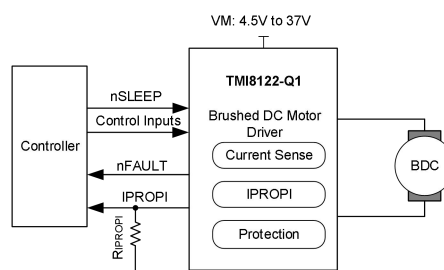 VM: 4.5V to 37V
TMI8122-Q1
Brushed DC Motor
Driver
Current Sense
IPROPI
Protection
Controller
nSLEEP
Control Inputs
nFAULT
IPROPI
RIPROPI
BDC